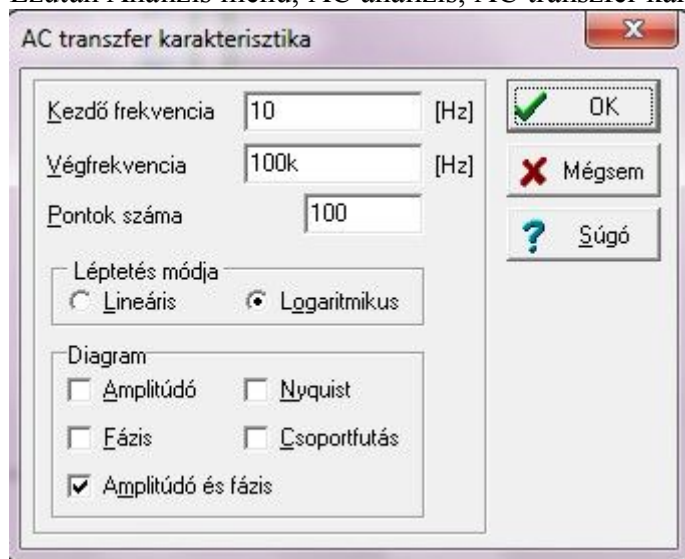 AC transzfer karakterisztika
Kezdő frekvencia 10 [Hz]
Végfrekvencia 100k [Hz]
Pontok száma 100
Léptetés módja
Lineáris Logaritmikus
Diagram
Amplitúdó Nyquist
Fázis Csoportfutás
Amplitúdó és fázis
OK
Mégsem
Súgó